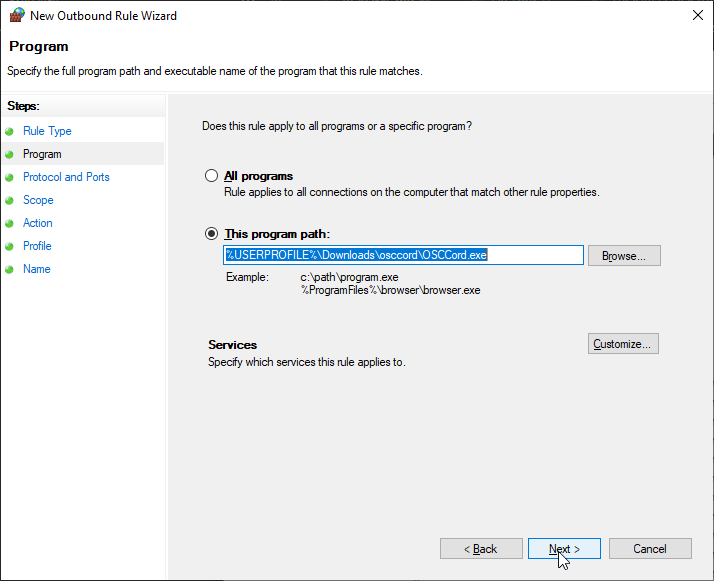 New Outbound Rule Wizard
Program
Specify the full program path and executable name of the program that this rule matches.
Steps:
Rule Type
Program
Protocol and Ports
Scope
Action
Profile
Name
Does this rule apply to all programs or a specific program?
All programs
Rule applies to all connections on the computer that match other rule properties.
This program path:
%USERPROFILE%\Downloads\osccord\OSCCord.exe
Browse...
Example:
c:\path\program.exe
%ProgramFiles%\browser\browser.exe
Services
Customize...
Specify which services this rule applies to.
< Back
Next >
Cancel